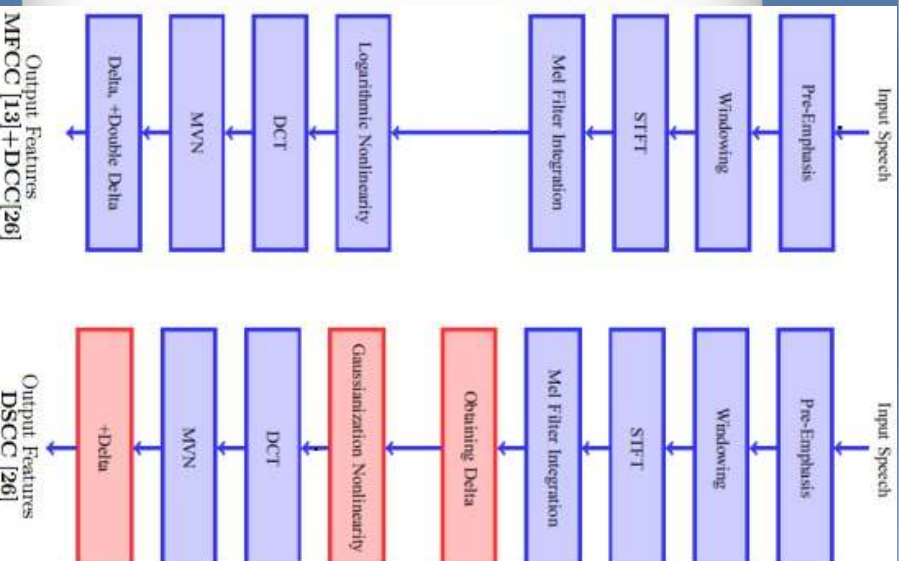 Input Speech
Pre-Emphasis
Windowing
STFT
Mel Filter Integration
Logarithmic Nonlinearity
DCT
MVN
Delta, +Double Delta
Output Features
MFCC [13]+DCC[26]
Input Speech
Pre-Emphasis
Windowing
STFT
Mel Filter Integration
Obtaining Delta
Gaussianization Nonlinearity
DCT
MVN
+Delta
Output Features
DSCC [26]